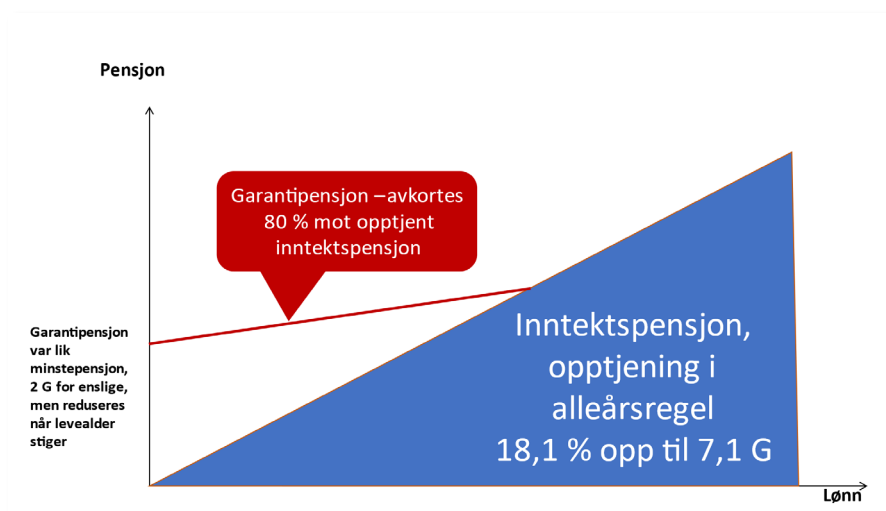 Pensjon
Garantipensjon –avkortes
80 % mot opptjent
inntektspensjon
Garantipensjon
var lik
minstepensjon,
2 G for enslige,
men reduseres
når levealder
stiger
Inntektspensjon,
opptjening i
alleårsregel
18,1 % opp til 7,1 G
Lønn